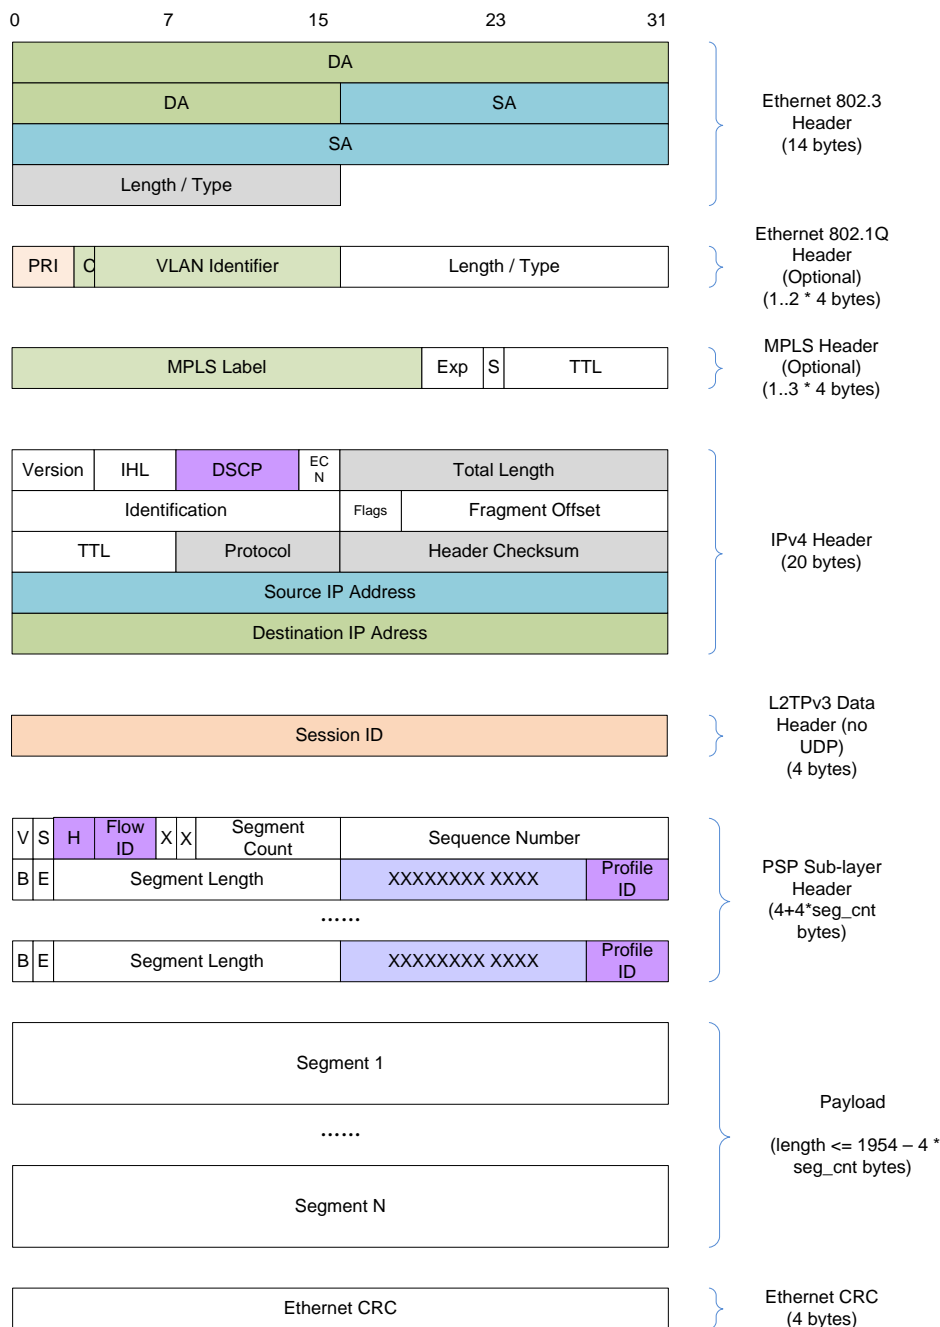 0 7 15 23 31
DA
DA SA
SA
Length / Type
Ethernet 802.3
Header
(14 bytes)
PRI C VLAN Identifier Length / Type
Ethernet 802.1Q
Header
(Optional)
(1..2 * 4 bytes)
MPLS Label Exp S TTL
MPLS Header
(Optional)
(1..3 * 4 bytes)
Version IHL DSCP EC
N Total Length
Identification Flags Fragment Offset
TTL Protocol Header Checksum
Source IP Address
Destination IP Adress
IPv4 Header
(20 bytes)
Session ID
L2TPv3 Data
Header (no
UDP)
(4 bytes)
V S H Flow
ID X X Segment
Count Sequence Number
B E Segment Length XXXXXXXX XXXX Profile
ID
......
B E Segment Length XXXXXXXX XXXX Profile
ID
PSP Sub-layer
Header
(4+4*seg_cnt
bytes)
Segment 1
......
Segment N
Payload
(length <= 1954 – 4 *
seg_cnt bytes)
Ethernet CRC
Ethernet CRC
(4 bytes)